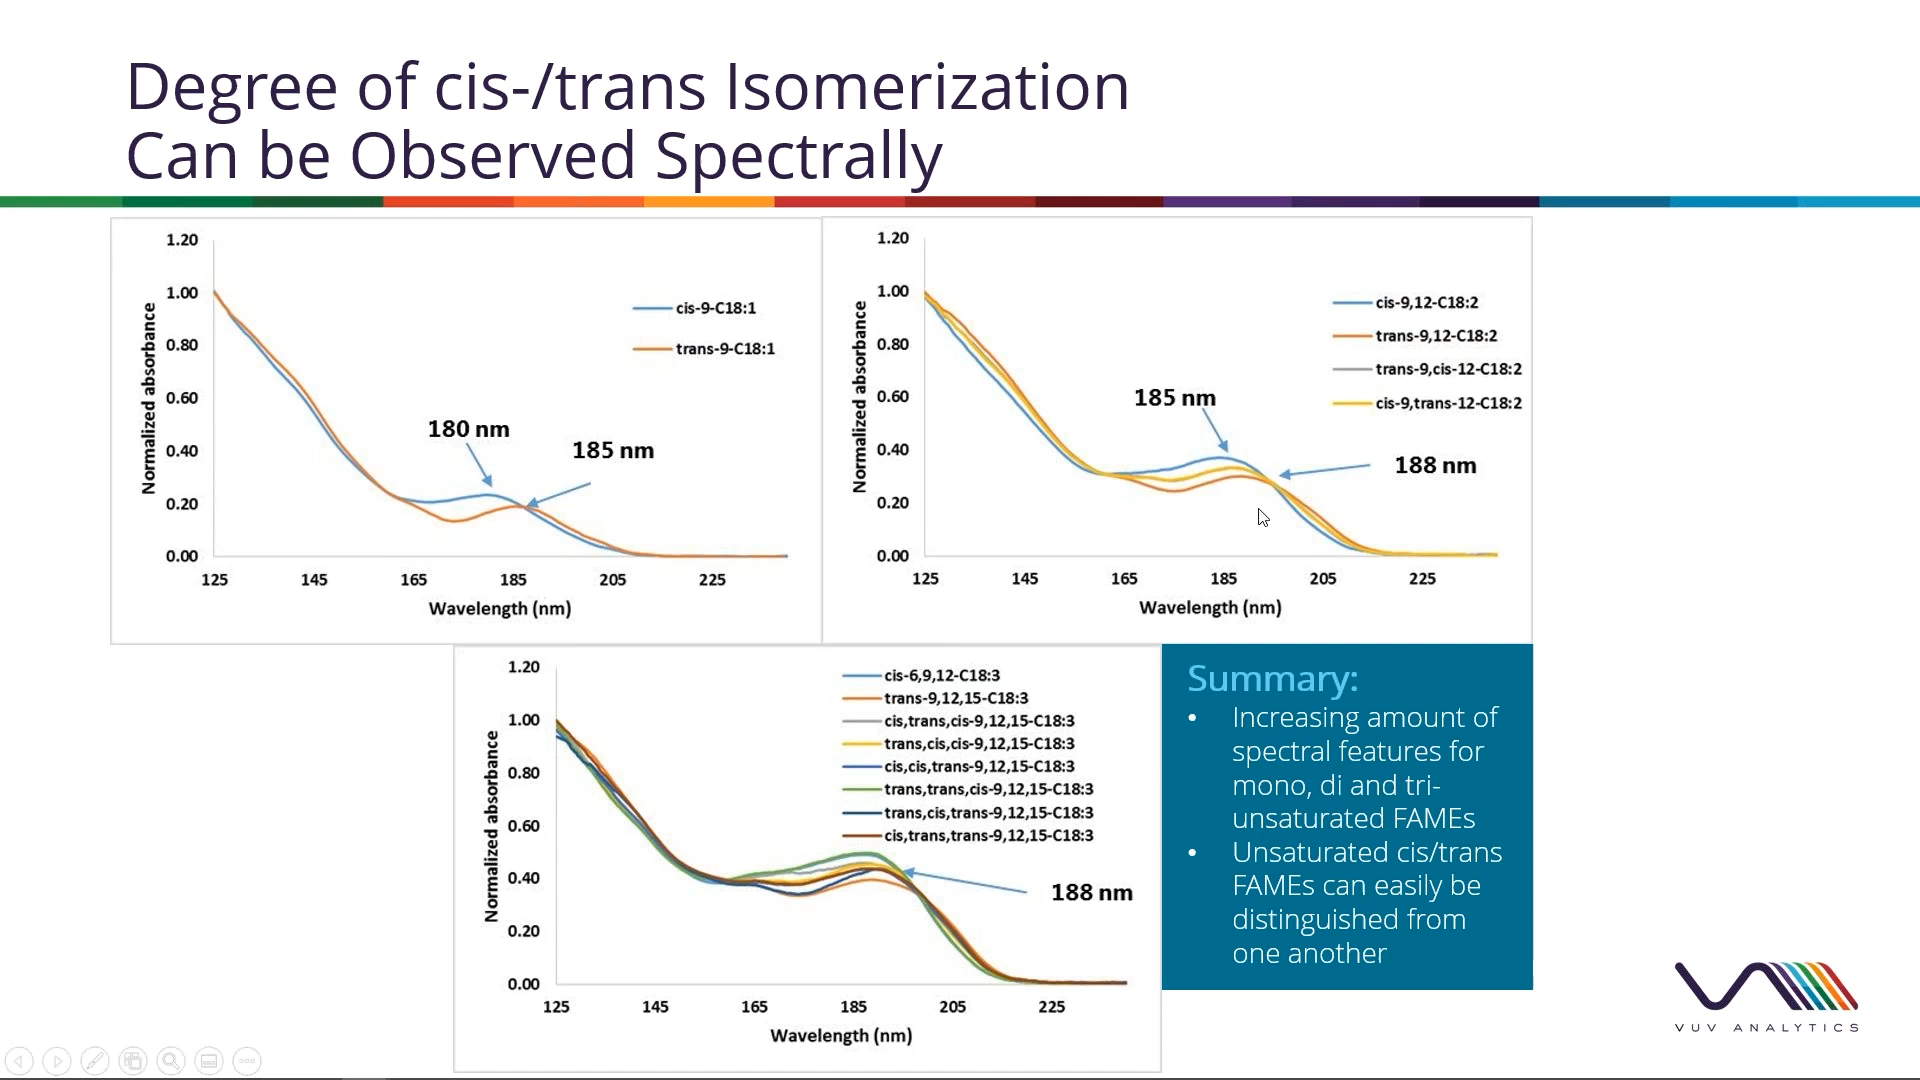 Degree of cis-/trans Isomerization
Can be Observed Spectrally
1.20
1.00
0.80
0.60
0.40
0.20
0.00
Normalized absorbance
cis-9-C18:1
trans-9-C18:1
180 nm
185 nm
125 145 165 185 205 225
Wavelength (nm)
1.20
1.00
0.80
0.60
0.40
0.20
0.00
Normalized absorbance
cis-9,12-C18:2
trans-9,12-C18:2
trans-9,cis-12-C18:2
cis-9,trans-12-C18:2
185 nm
188 nm
125 145 165 185 205 225
Wavelength (nm)
1.20
1.00
0.80
0.60
0.40
0.20
0.00
Normalized absorbance
cis-6,9,12-C18:3
trans-9,12,15-C18:3
cis,trans,cis-9,12,15-C18:3
trans,cis,cis-9,12,15-C18:3
cis,cis,trans-9,12,15-C18:3
trans,trans,cis-9,12,15-C18:3
trans,cis,trans-9,12,15-C18:3
cis,trans,trans-9,12,15-C18:3
188 nm
125 145 165 185 205 225
Wavelength (nm)
Summary:
• Increasing amount of
spectral features for
mono, di and tri-
unsaturated FAMEs
• Unsaturated cis/trans
FAMEs can easily be
distinguished from
one another
VUV ANALYTICS